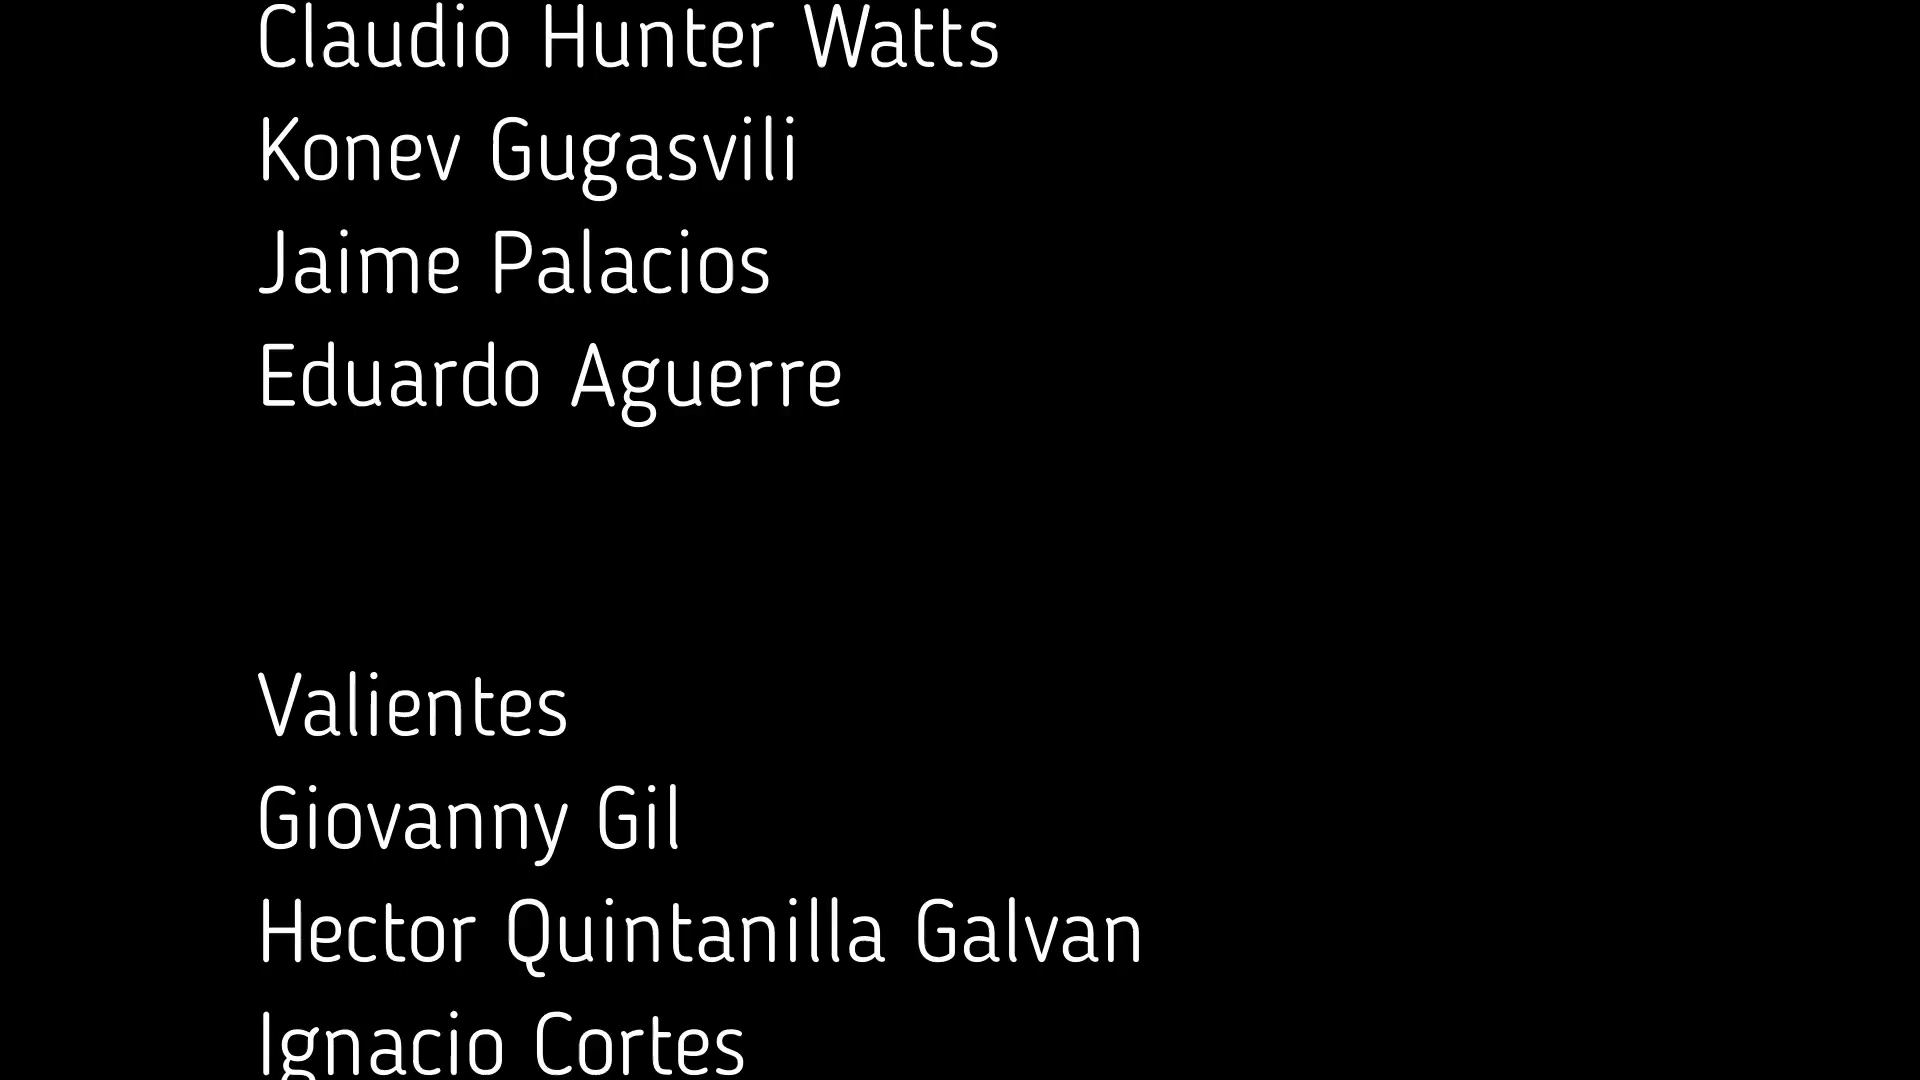 Claudio Hunter Watts
Konev Gugasvili
Jaime Palacios
Eduardo Aguerre
Valientes
Giovanny Gil
Hector Quintanilla Galvan
Ignacio Cortes